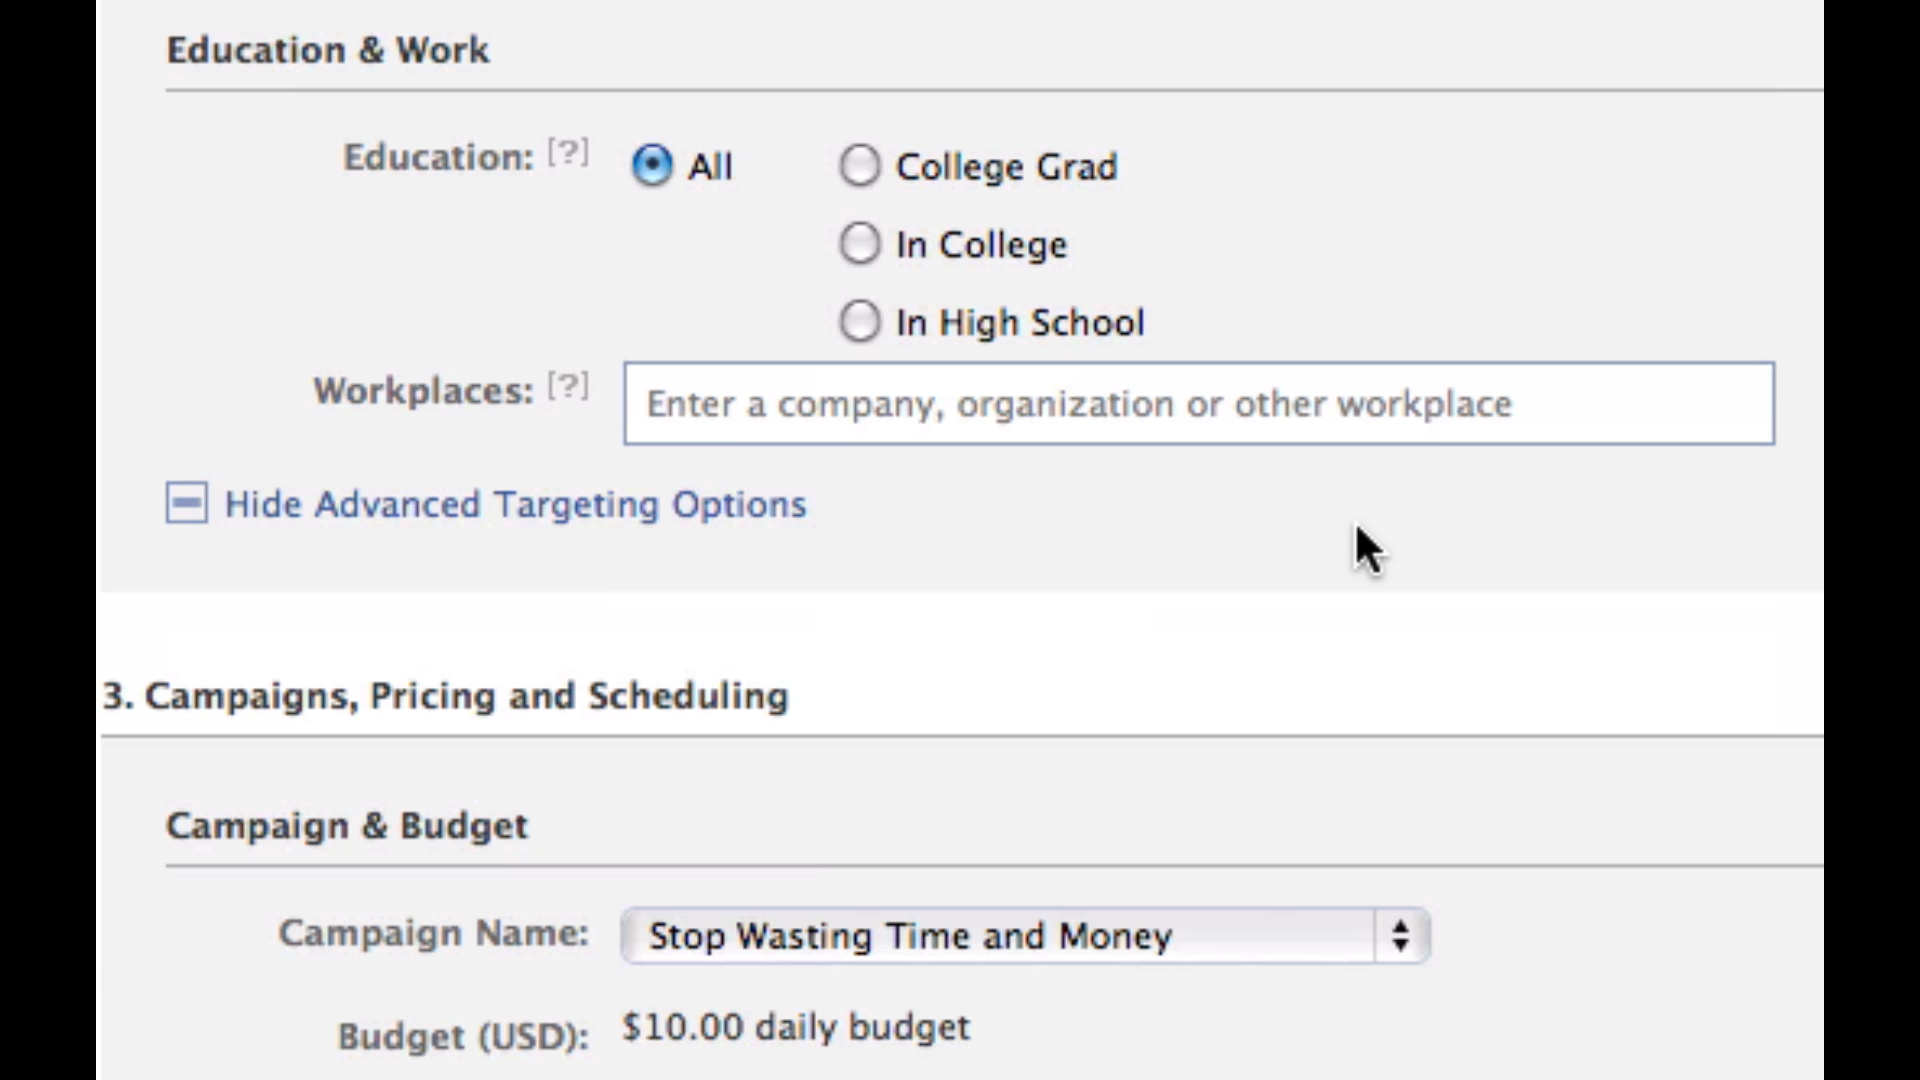 Education & Work
Education: [?] All College Grad
In College
In High School
Workplaces: [?] Enter a company, organization or other workplace
Hide Advanced Targeting Options
3. Campaigns, Pricing and Scheduling
Campaign & Budget
Campaign Name: Stop Wasting Time and Money
Budget (USD): $10.00 daily budget